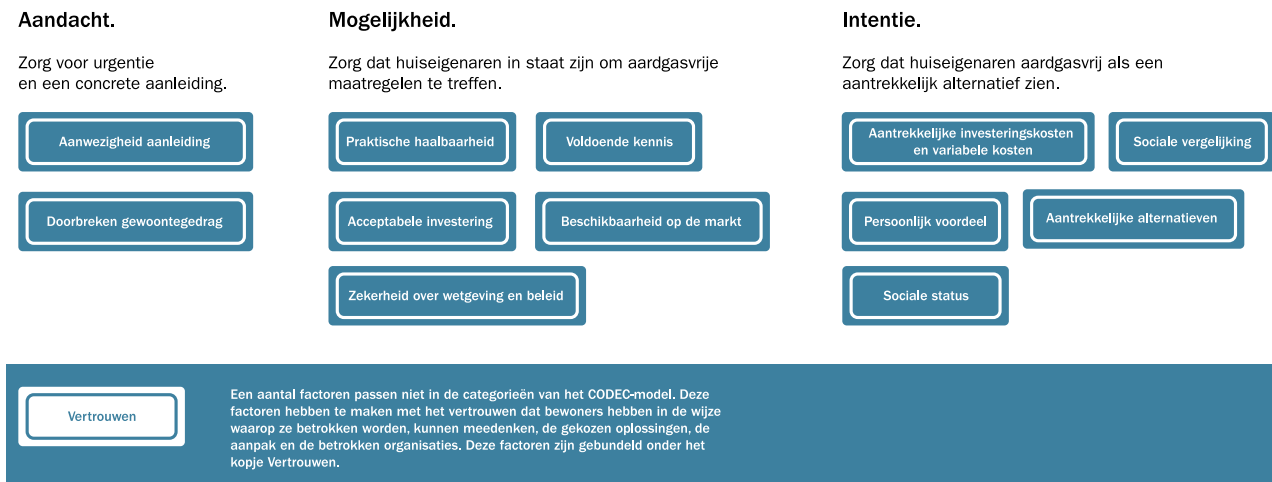 Aandacht.
Zorg voor urgentie
en een concrete aanleiding.
Aanwezigheid aanleiding
Doorbreken gewoontegedrag
Mogelijkheid.
Zorg dat huiseigenaren in staat zijn om aardgasvrije
maatregelen te treffen.
Praktische haalbaarheid
Voldoende kennis
Acceptabele investering
Beschikbaarheid op de markt
Zekerheid over wetgeving en beleid
Intentie.
Zorg dat huiseigenaren aardgasvrij als een
aantrekkelijk alternatief zien.
Aantrekkelijke investeringskosten
en variabele kosten
Sociale vergelijking
Persoonlijk voordeel
Aantrekkelijke alternatieven
Sociale status
Vertrouwen
Een aantal factoren passen niet in de categorieën van het CODEC-model. Deze
factoren hebben te maken met het vertrouwen dat bewoners hebben in de wijze
waarop ze betrokken worden, kunnen meedenken, de gekozen oplossingen, de
aanpak en de betrokken organisaties. Deze factoren zijn gebundeld onder het
kopje Vertrouwen.